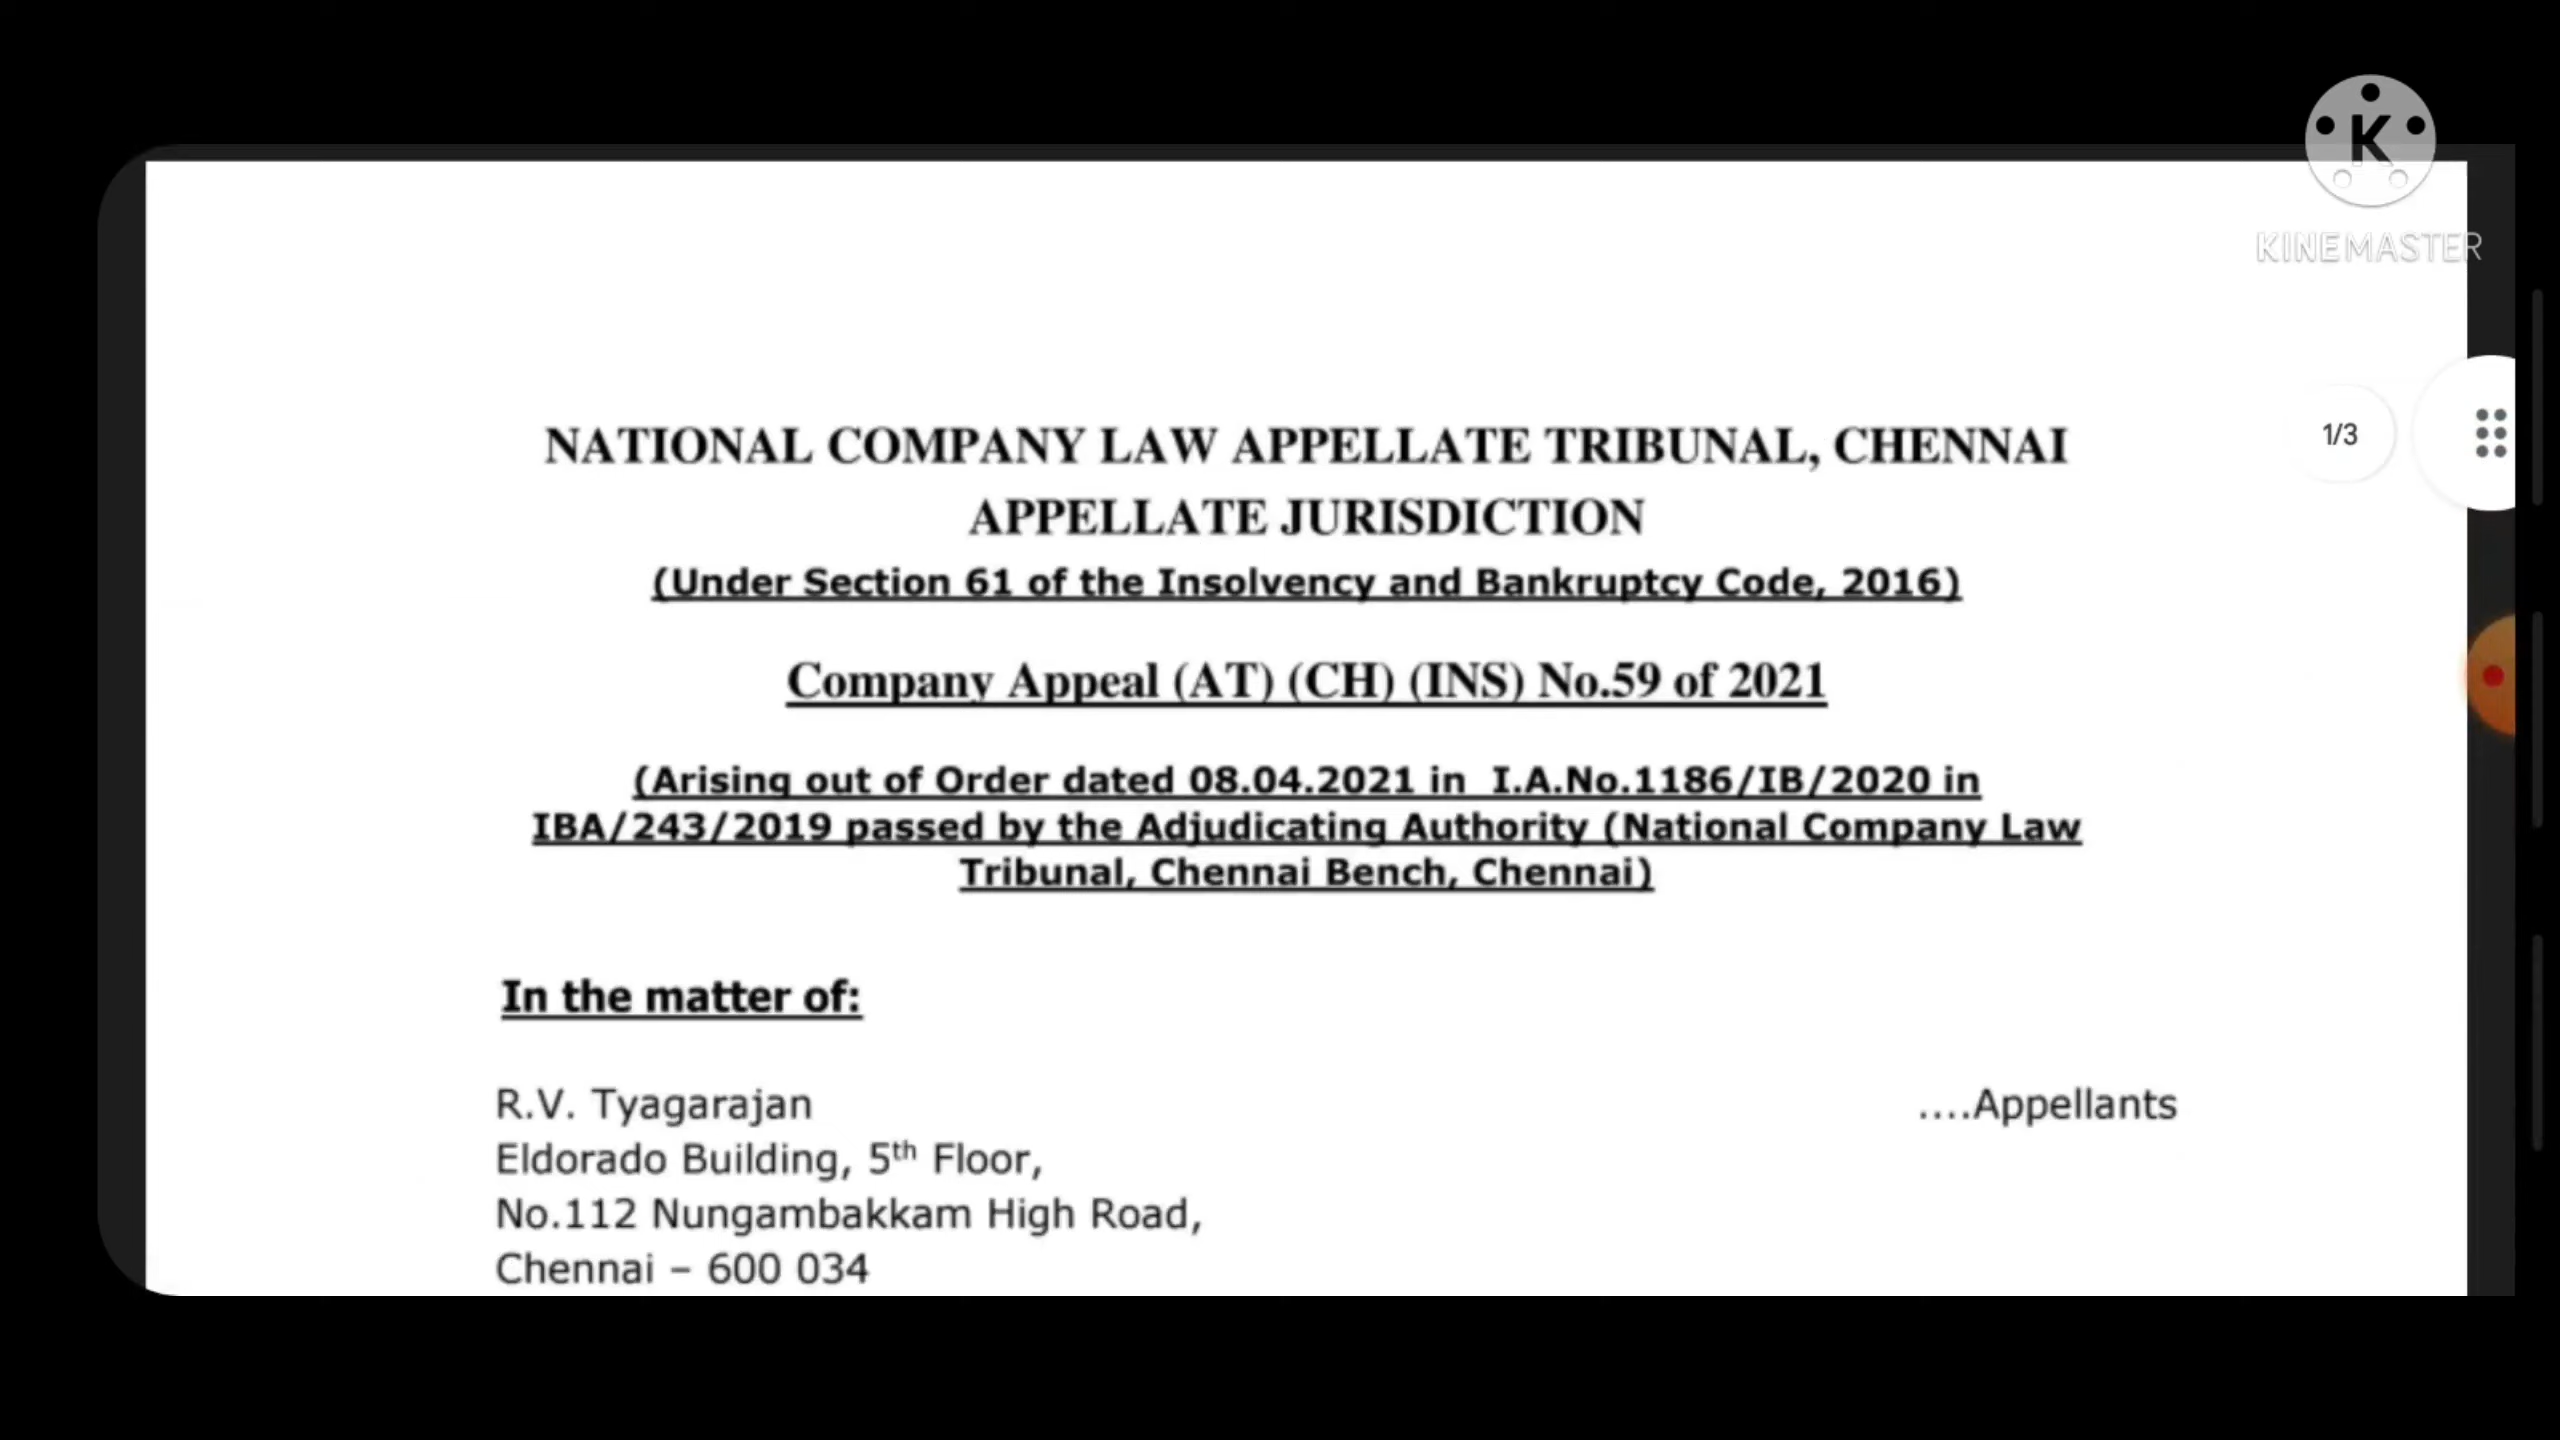 K
KINEMASTER
1/3
NATIONAL COMPANY LAW APPELLATE TRIBUNAL, CHENNAI
APPELLATE JURISDICTION
(Under Section 61 of the Insolvency and Bankruptcy Code, 2016)
Company Appeal (AT) (CH) (INS) No.59 of 2021
(Arising out of Order dated 08.04.2021 in I.A.No.1186/IB/2020 in
IBA/243/2019 passed by the Adjudicating Authority (National Company Law
Tribunal, Chennai Bench, Chennai)
In the matter of:
R.V. Tyagarajan ....Appellants
Eldorado Building, 5th Floor,
No.112 Nungambakkam High Road,
Chennai – 600 034